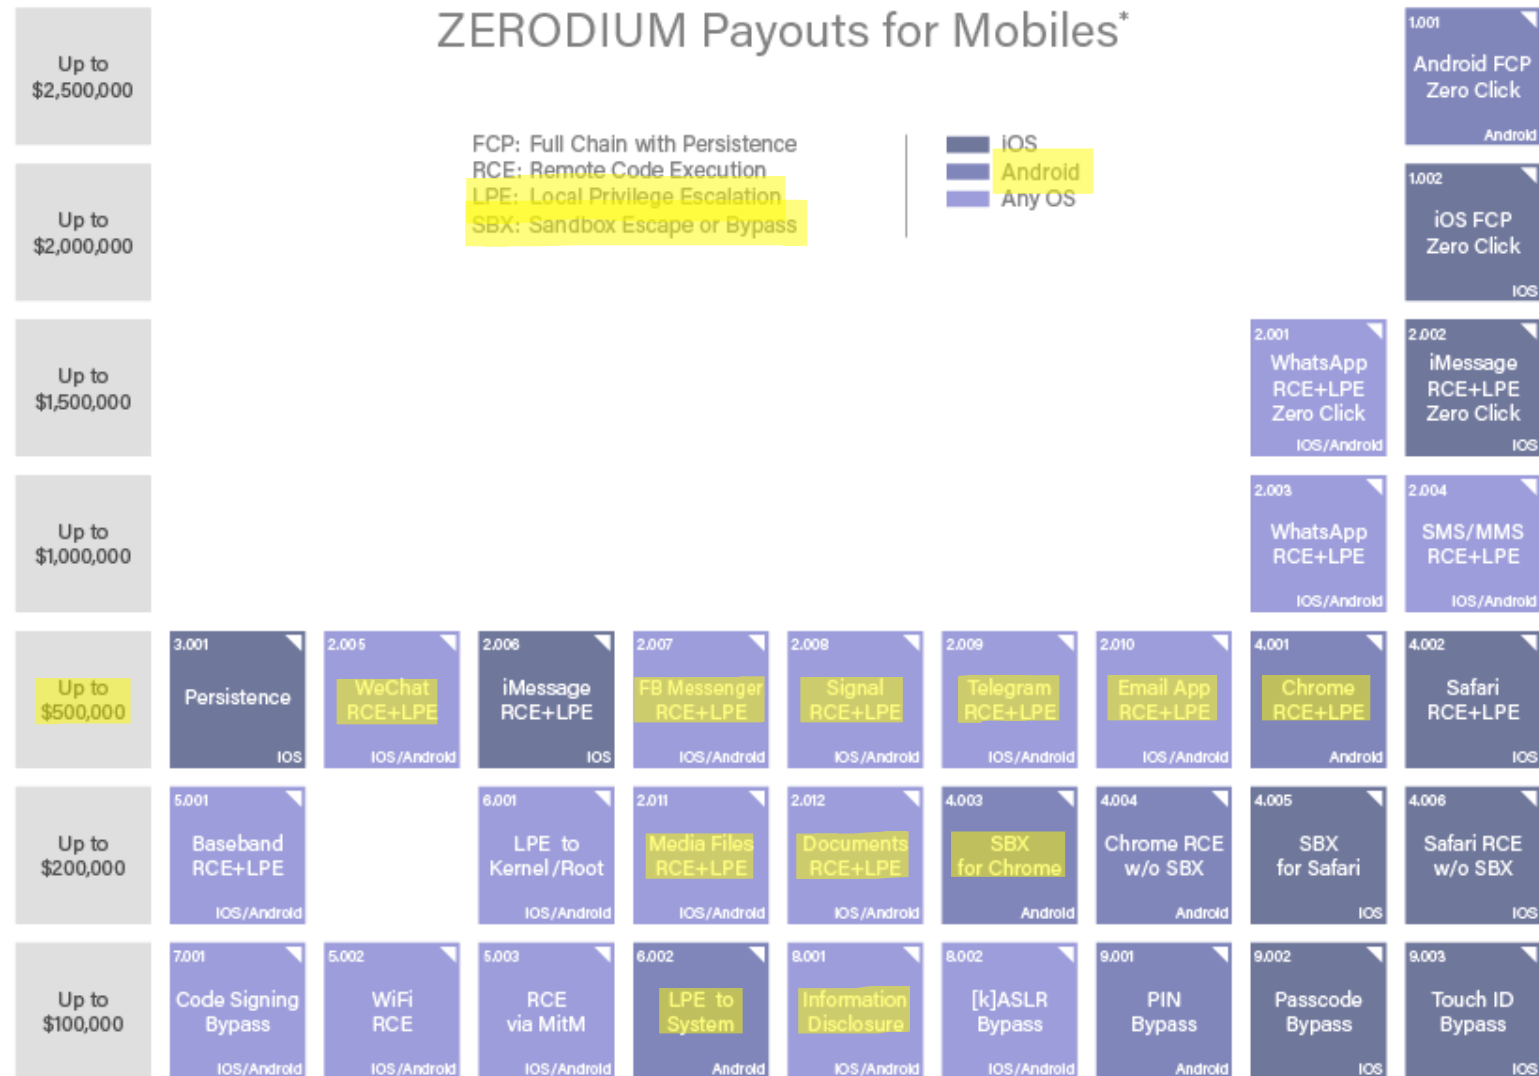 ZERODIUM Payouts for Mobiles*
FCP: Full Chain with Persistence
RCE: Remote Code Execution
LPE: Local Privilege Escalation
SBX: Sandbox Escape or Bypass
iOS
Android
Any OS
Up to
$2,500,000
1.001
Android FCP
Zero Click
Android
Up to
$2,000,000
1.002
iOS FCP
Zero Click
IOS
Up to
$1,500,000
2.001
WhatsApp
RCE+LPE
Zero Click
IOS/Android
2.002
iMessage
RCE+LPE
Zero Click
IOS
Up to
$1,000,000
2.003
WhatsApp
RCE+LPE
IOS/Android
2.004
SMS/MMS
RCE+LPE
IOS/Android
Up to
$500,000
3.001
Persistence
IOS
2.005
WeChat
RCE+LPE
IOS/Android
2.006
iMessage
RCE+LPE
IOS
2.007
FB Messenger
RCE+LPE
IOS/Android
2.008
Signal
RCE+LPE
IOS/Android
2.009
Telegram
RCE+LPE
IOS/Android
2.010
Email App
RCE+LPE
IOS/Android
4.001
Chrome
RCE+LPE
Android
4.002
Safari
RCE+LPE
IOS
Up to
$200,000
5.001
Baseband
RCE+LPE
IOS/Android
6.001
LPE to
Kernel/Root
IOS/Android
2.011
Media Files
RCE+LPE
IOS/Android
2.012
Documents
RCE+LPE
IOS/Android
4.003
SBX
for Chrome
Android
4.004
Chrome RCE
w/o SBX
Android
4.005
SBX
for Safari
IOS
4.006
Safari RCE
w/o SBX
IOS
Up to
$100,000
7.001
Code Signing
Bypass
IOS/Android
5.002
WiFi
RCE
IOS/Android
5.003
RCE
via MitM
IOS/Android
6.002
LPE to
System
Android
8.001
Information
Disclosure
IOS/Android
8.002
[k]ASLR
Bypass
IOS/Android
9.001
PIN
Bypass
Android
9.002
Passcode
Bypass
IOS
9.003
Touch ID
Bypass
IOS